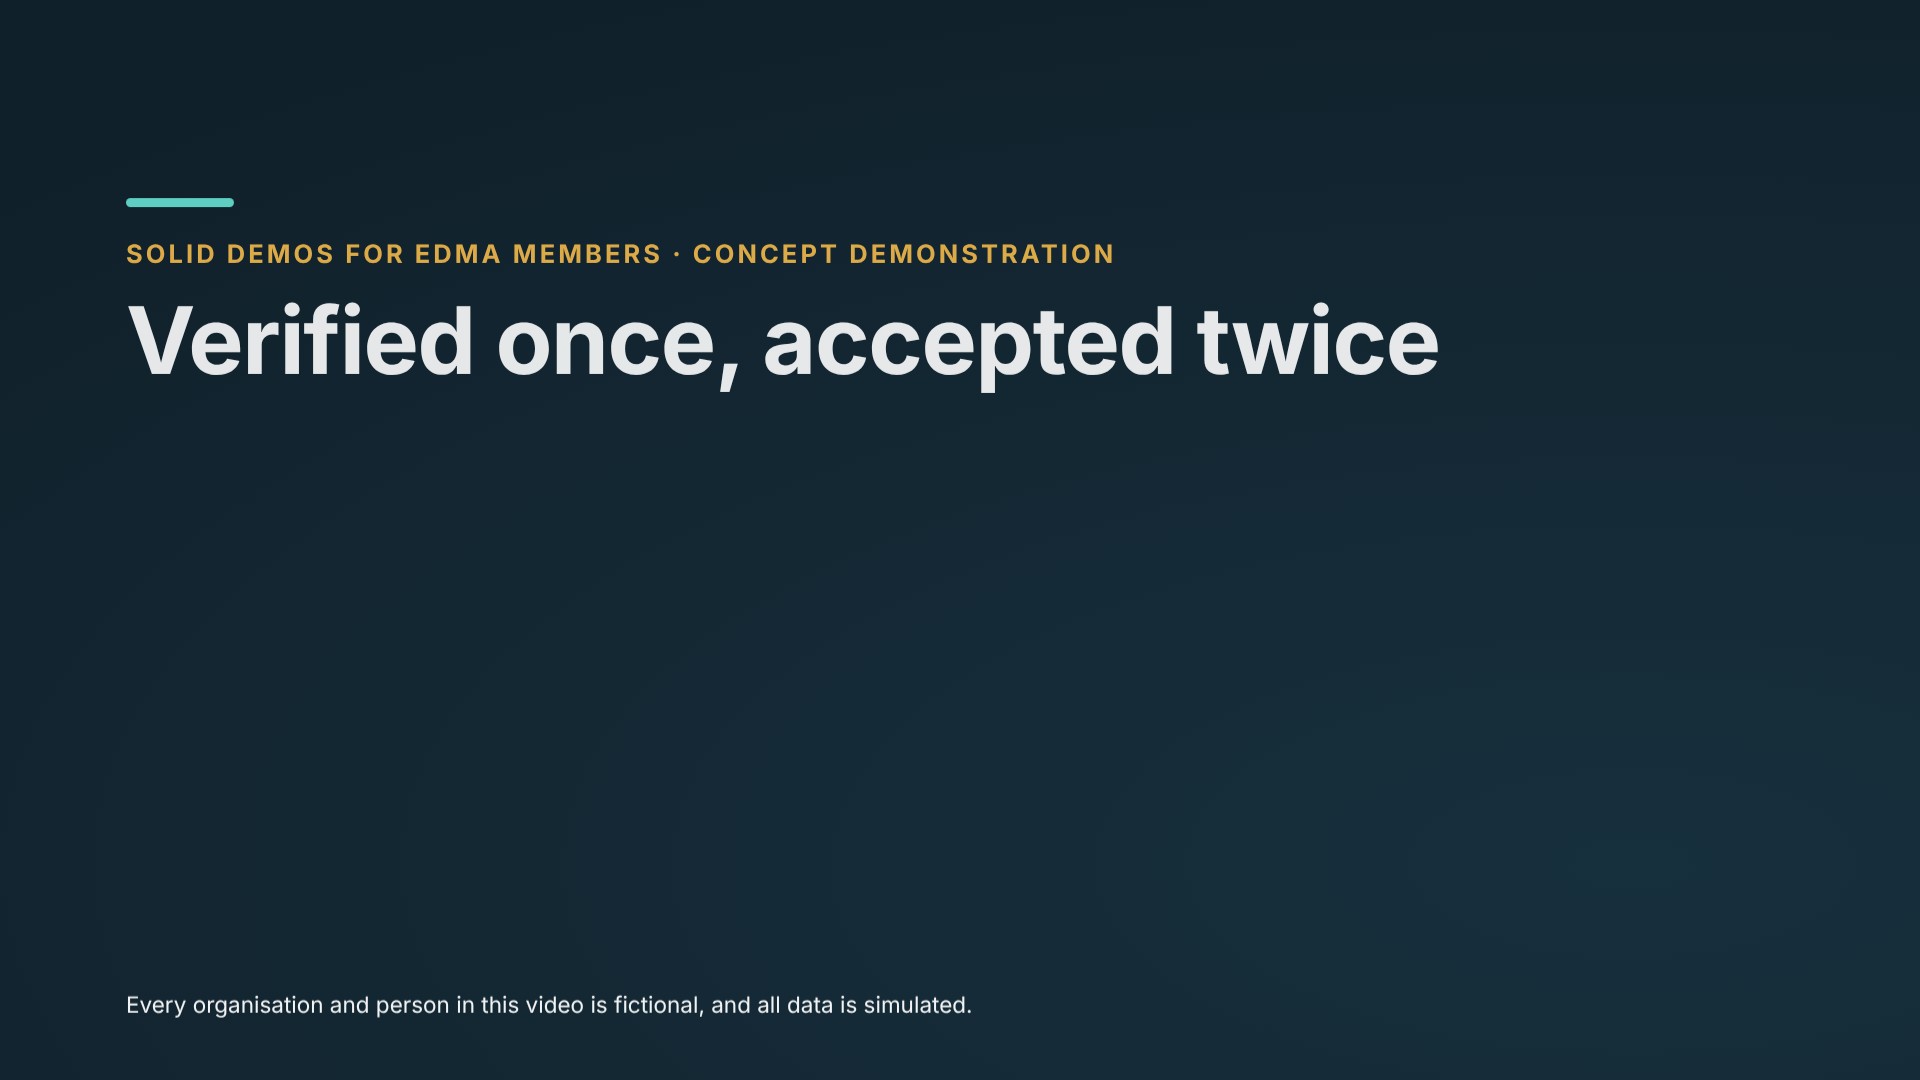 SOLID DEMOS FOR EDMA MEMBERS · CONCEPT DEMONSTRATION
Verified once, accepted twice
Every organisation and person in this video is fictional, and all data is simulated.